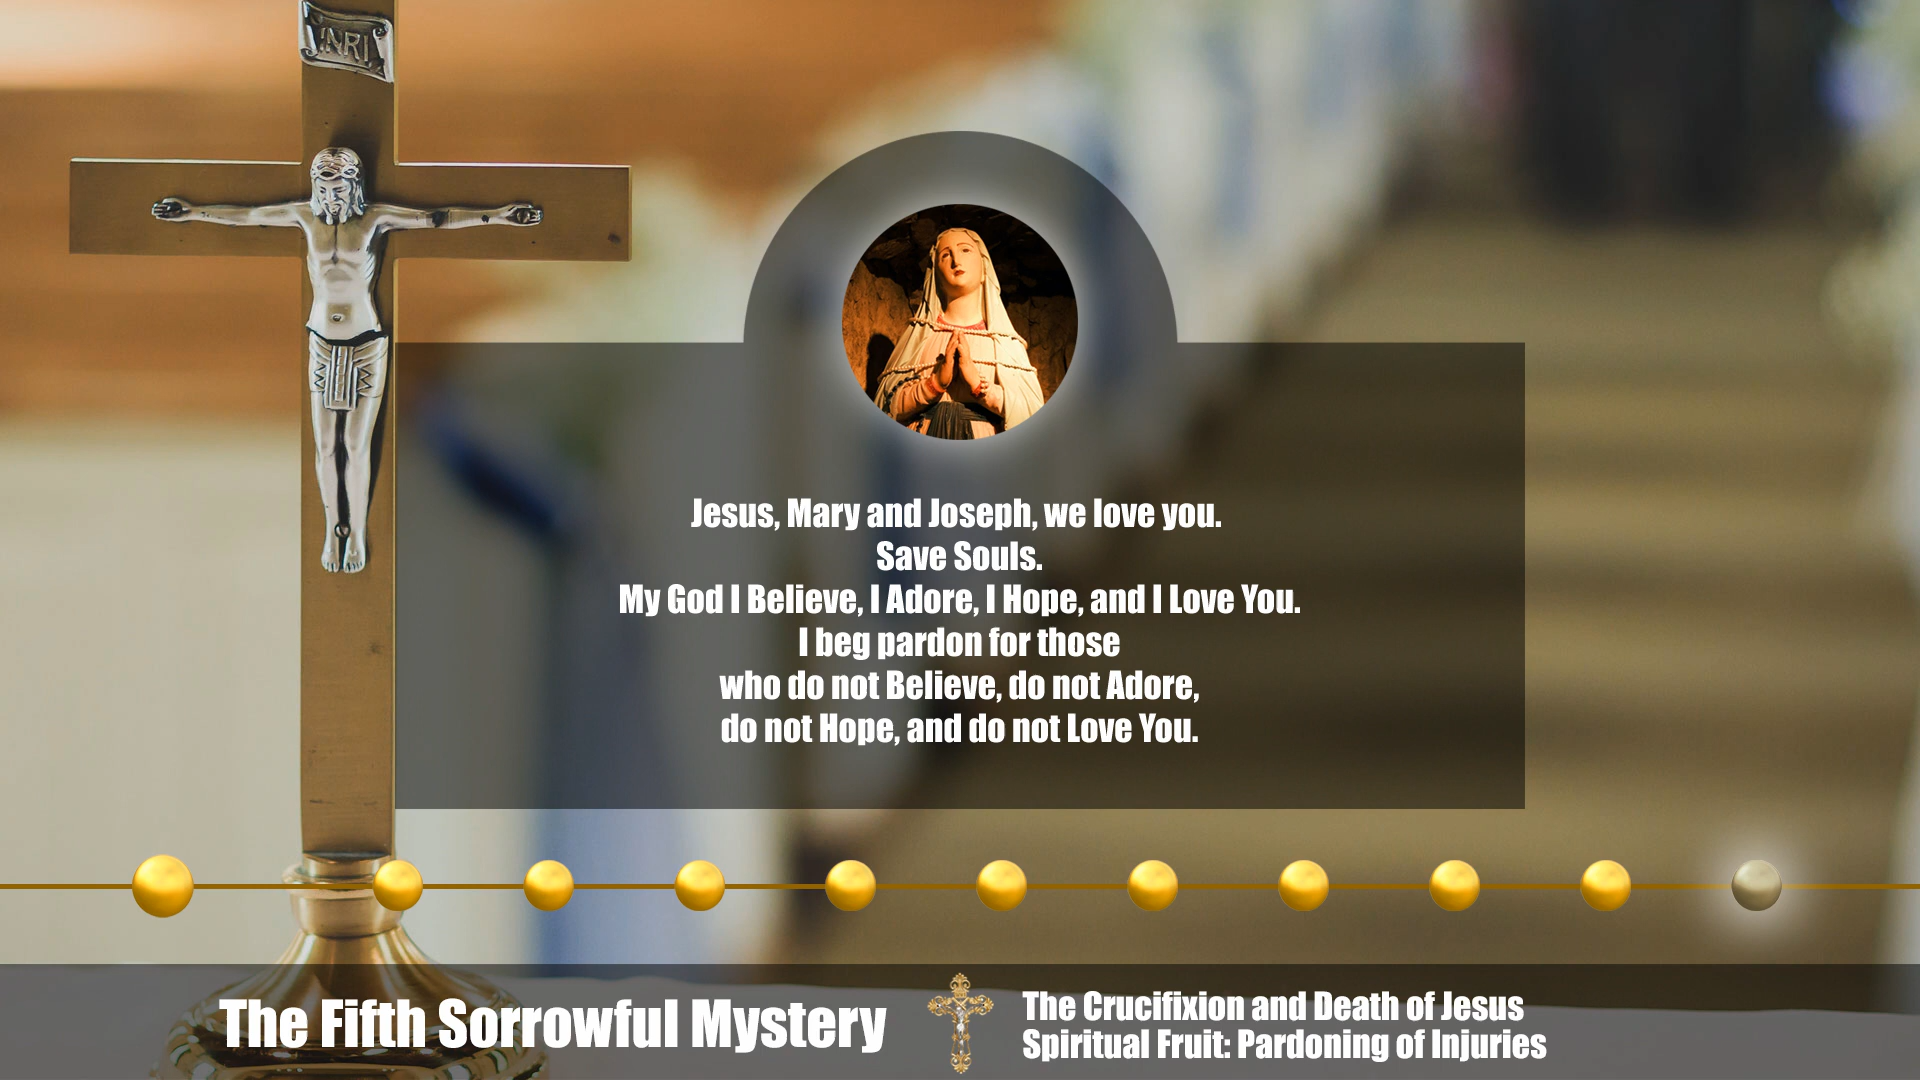 INRI
Jesus, Mary and Joseph, we love you.
Save Souls.
My God I Believe, I Adore, I Hope, and I Love You.
I beg pardon for those
who do not Believe, do not Adore,
do not Hope, and do not Love You.
The Fifth Sorrowful Mystery
The Crucifixion and Death of Jesus
Spiritual Fruit: Pardoning of Injuries